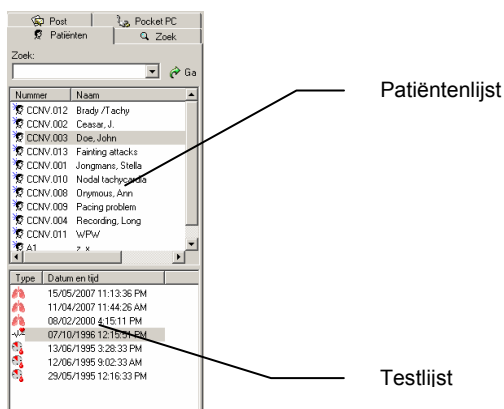 Post
Pocket PC
Patiënten
Zoek
Zoek:
Ga
Nummer Naam
CCNV.012 Brady /Tachy
CCNV.002 Ceasar, J.
CCNV.003 Doe, John
CCNV.013 Fainting attacks
CCNV.001 Jongmans, Stella
CCNV.010 Nodal tachycardia
CCNV.008 Onymous, Ann
CCNV.009 Pacing problem
CCNV.004 Recording, Long
CCNV.011 WPW
A1 z, x
Patiëntenlijst
Type Datum en tijd
15/05/2007 11:13:36 PM
11/04/2007 11:44:26 AM
08/02/2000 4:15:11 PM
07/10/1996 12:15:51 PM
13/06/1995 3:28:33 PM
12/06/1995 9:02:33 AM
29/05/1995 12:16:33 PM
Testlijst